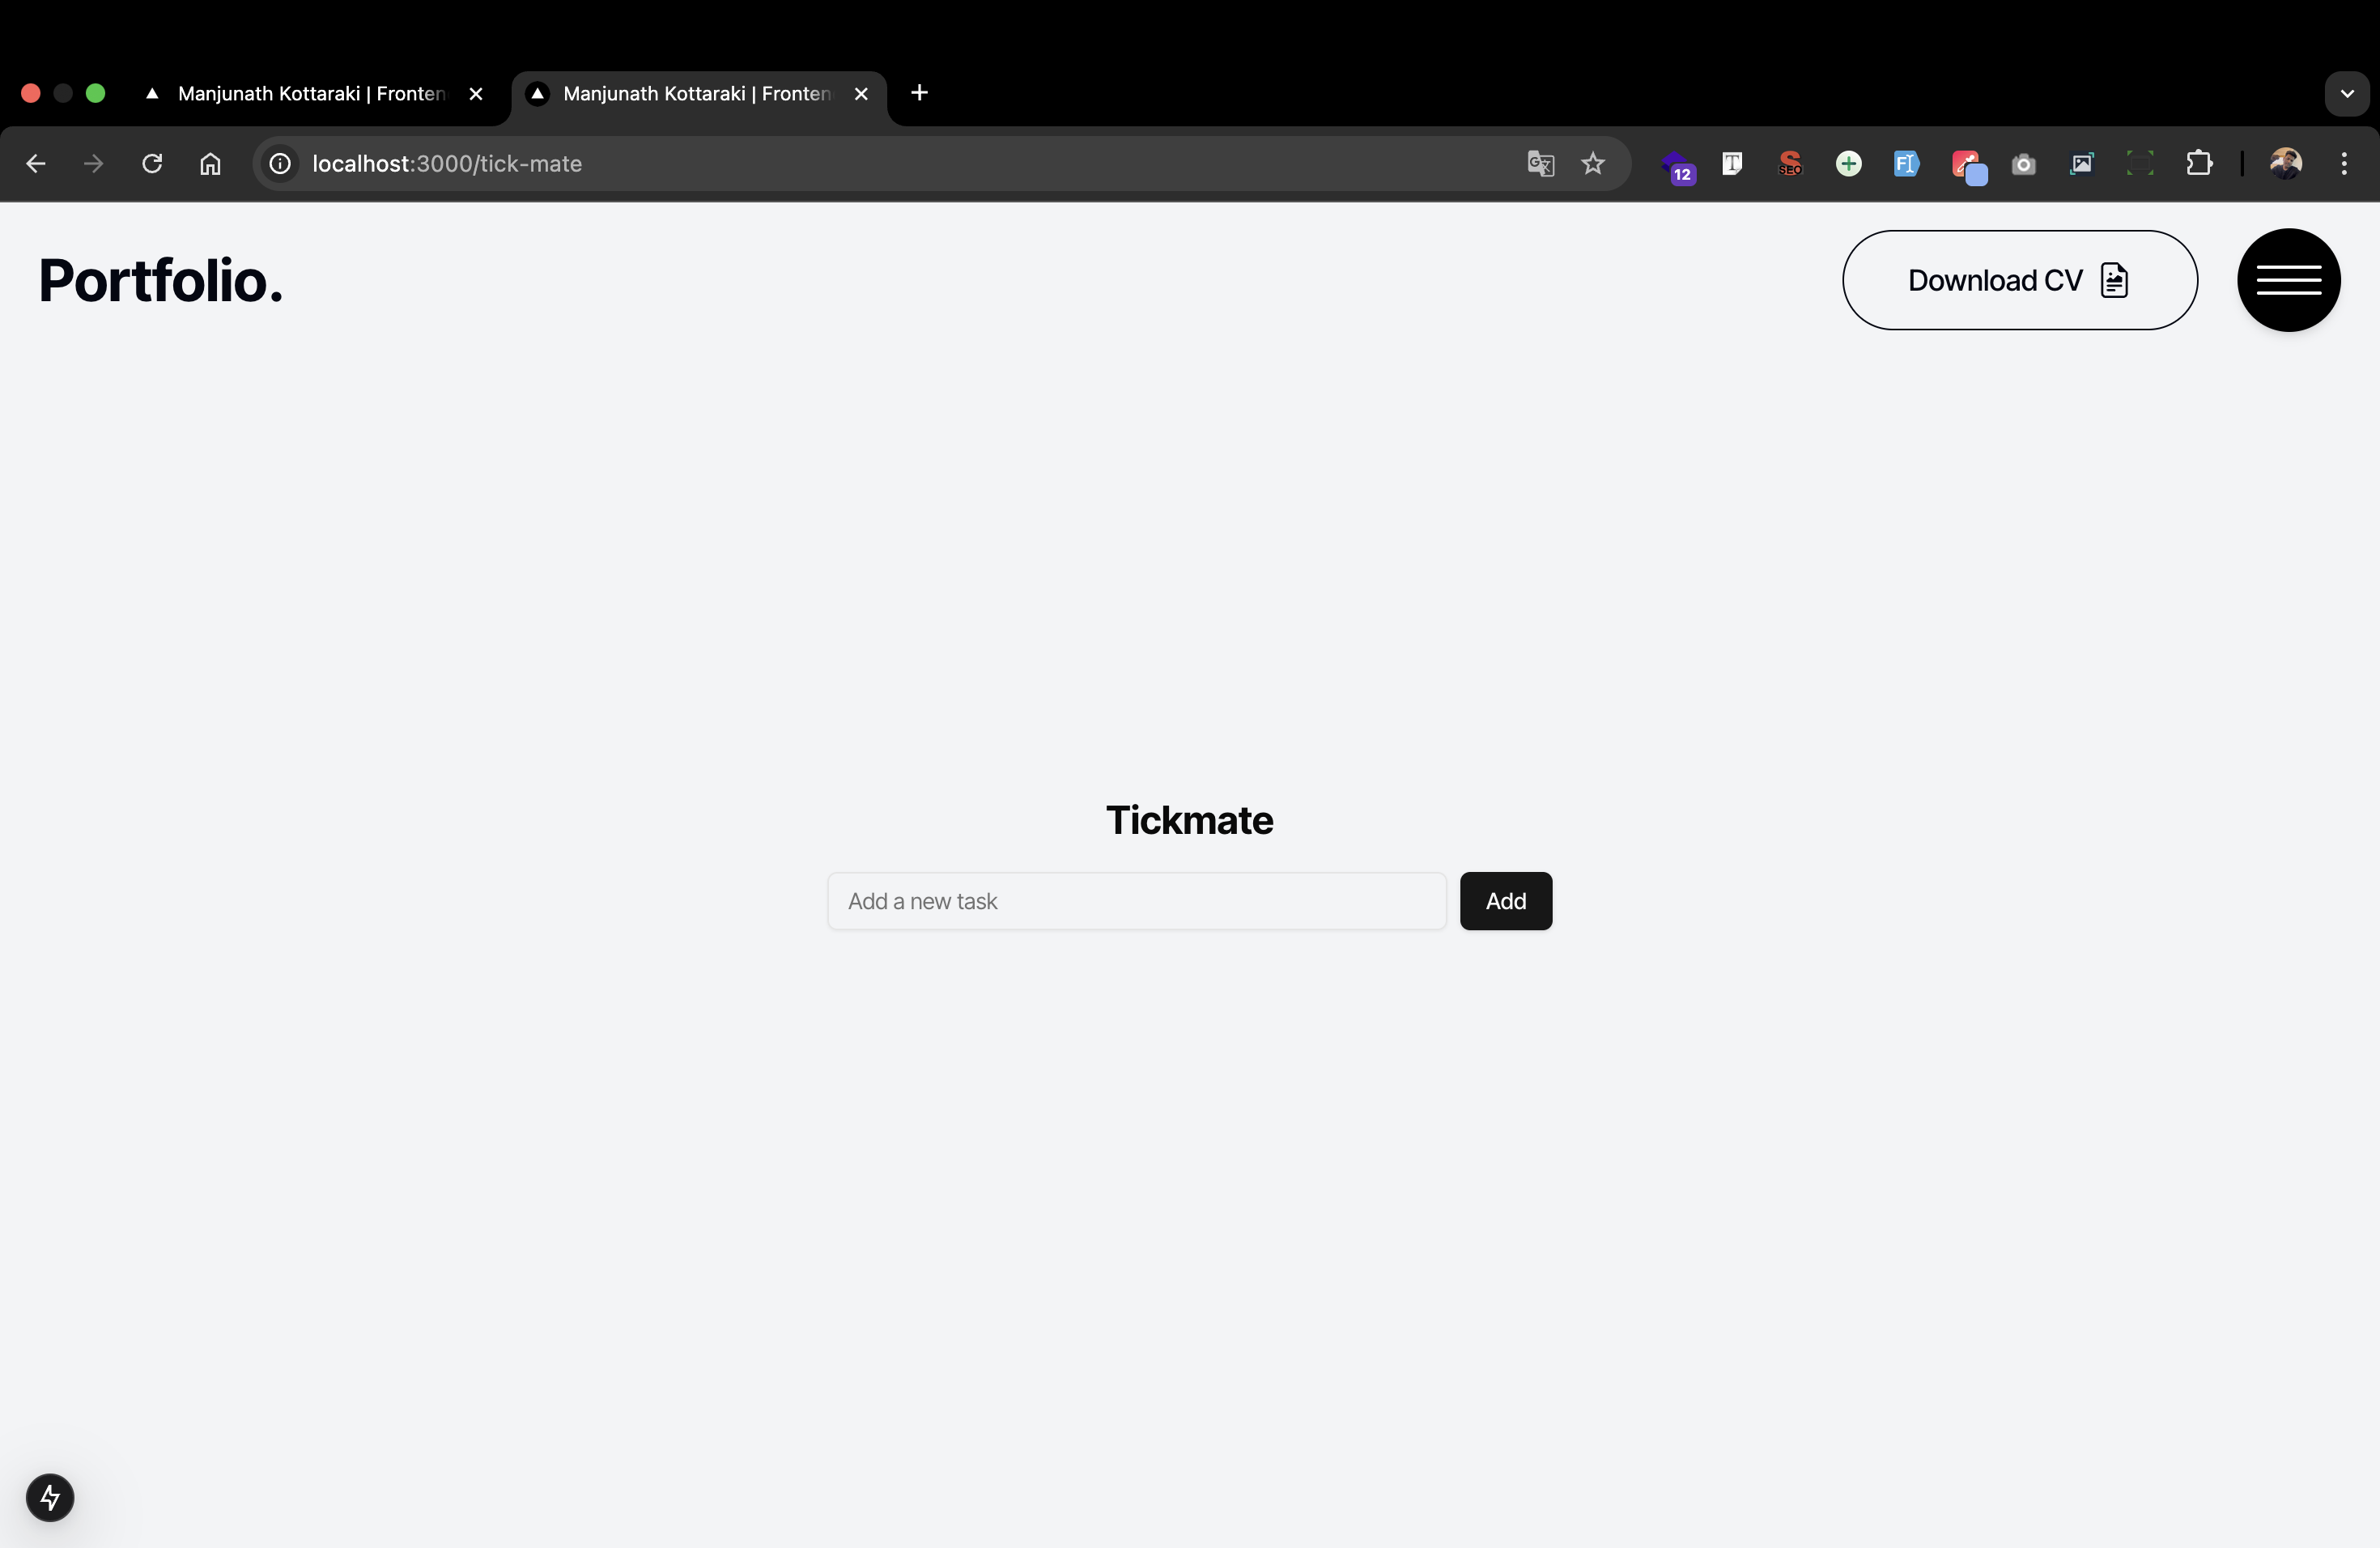 Manjunath Kottaraki | Fronten
Manjunath Kottaraki | Fronten
localhost:3000/tick-mate
12
T
SEO
Portfolio.
Download CV
Tickmate
Add a new task
Add